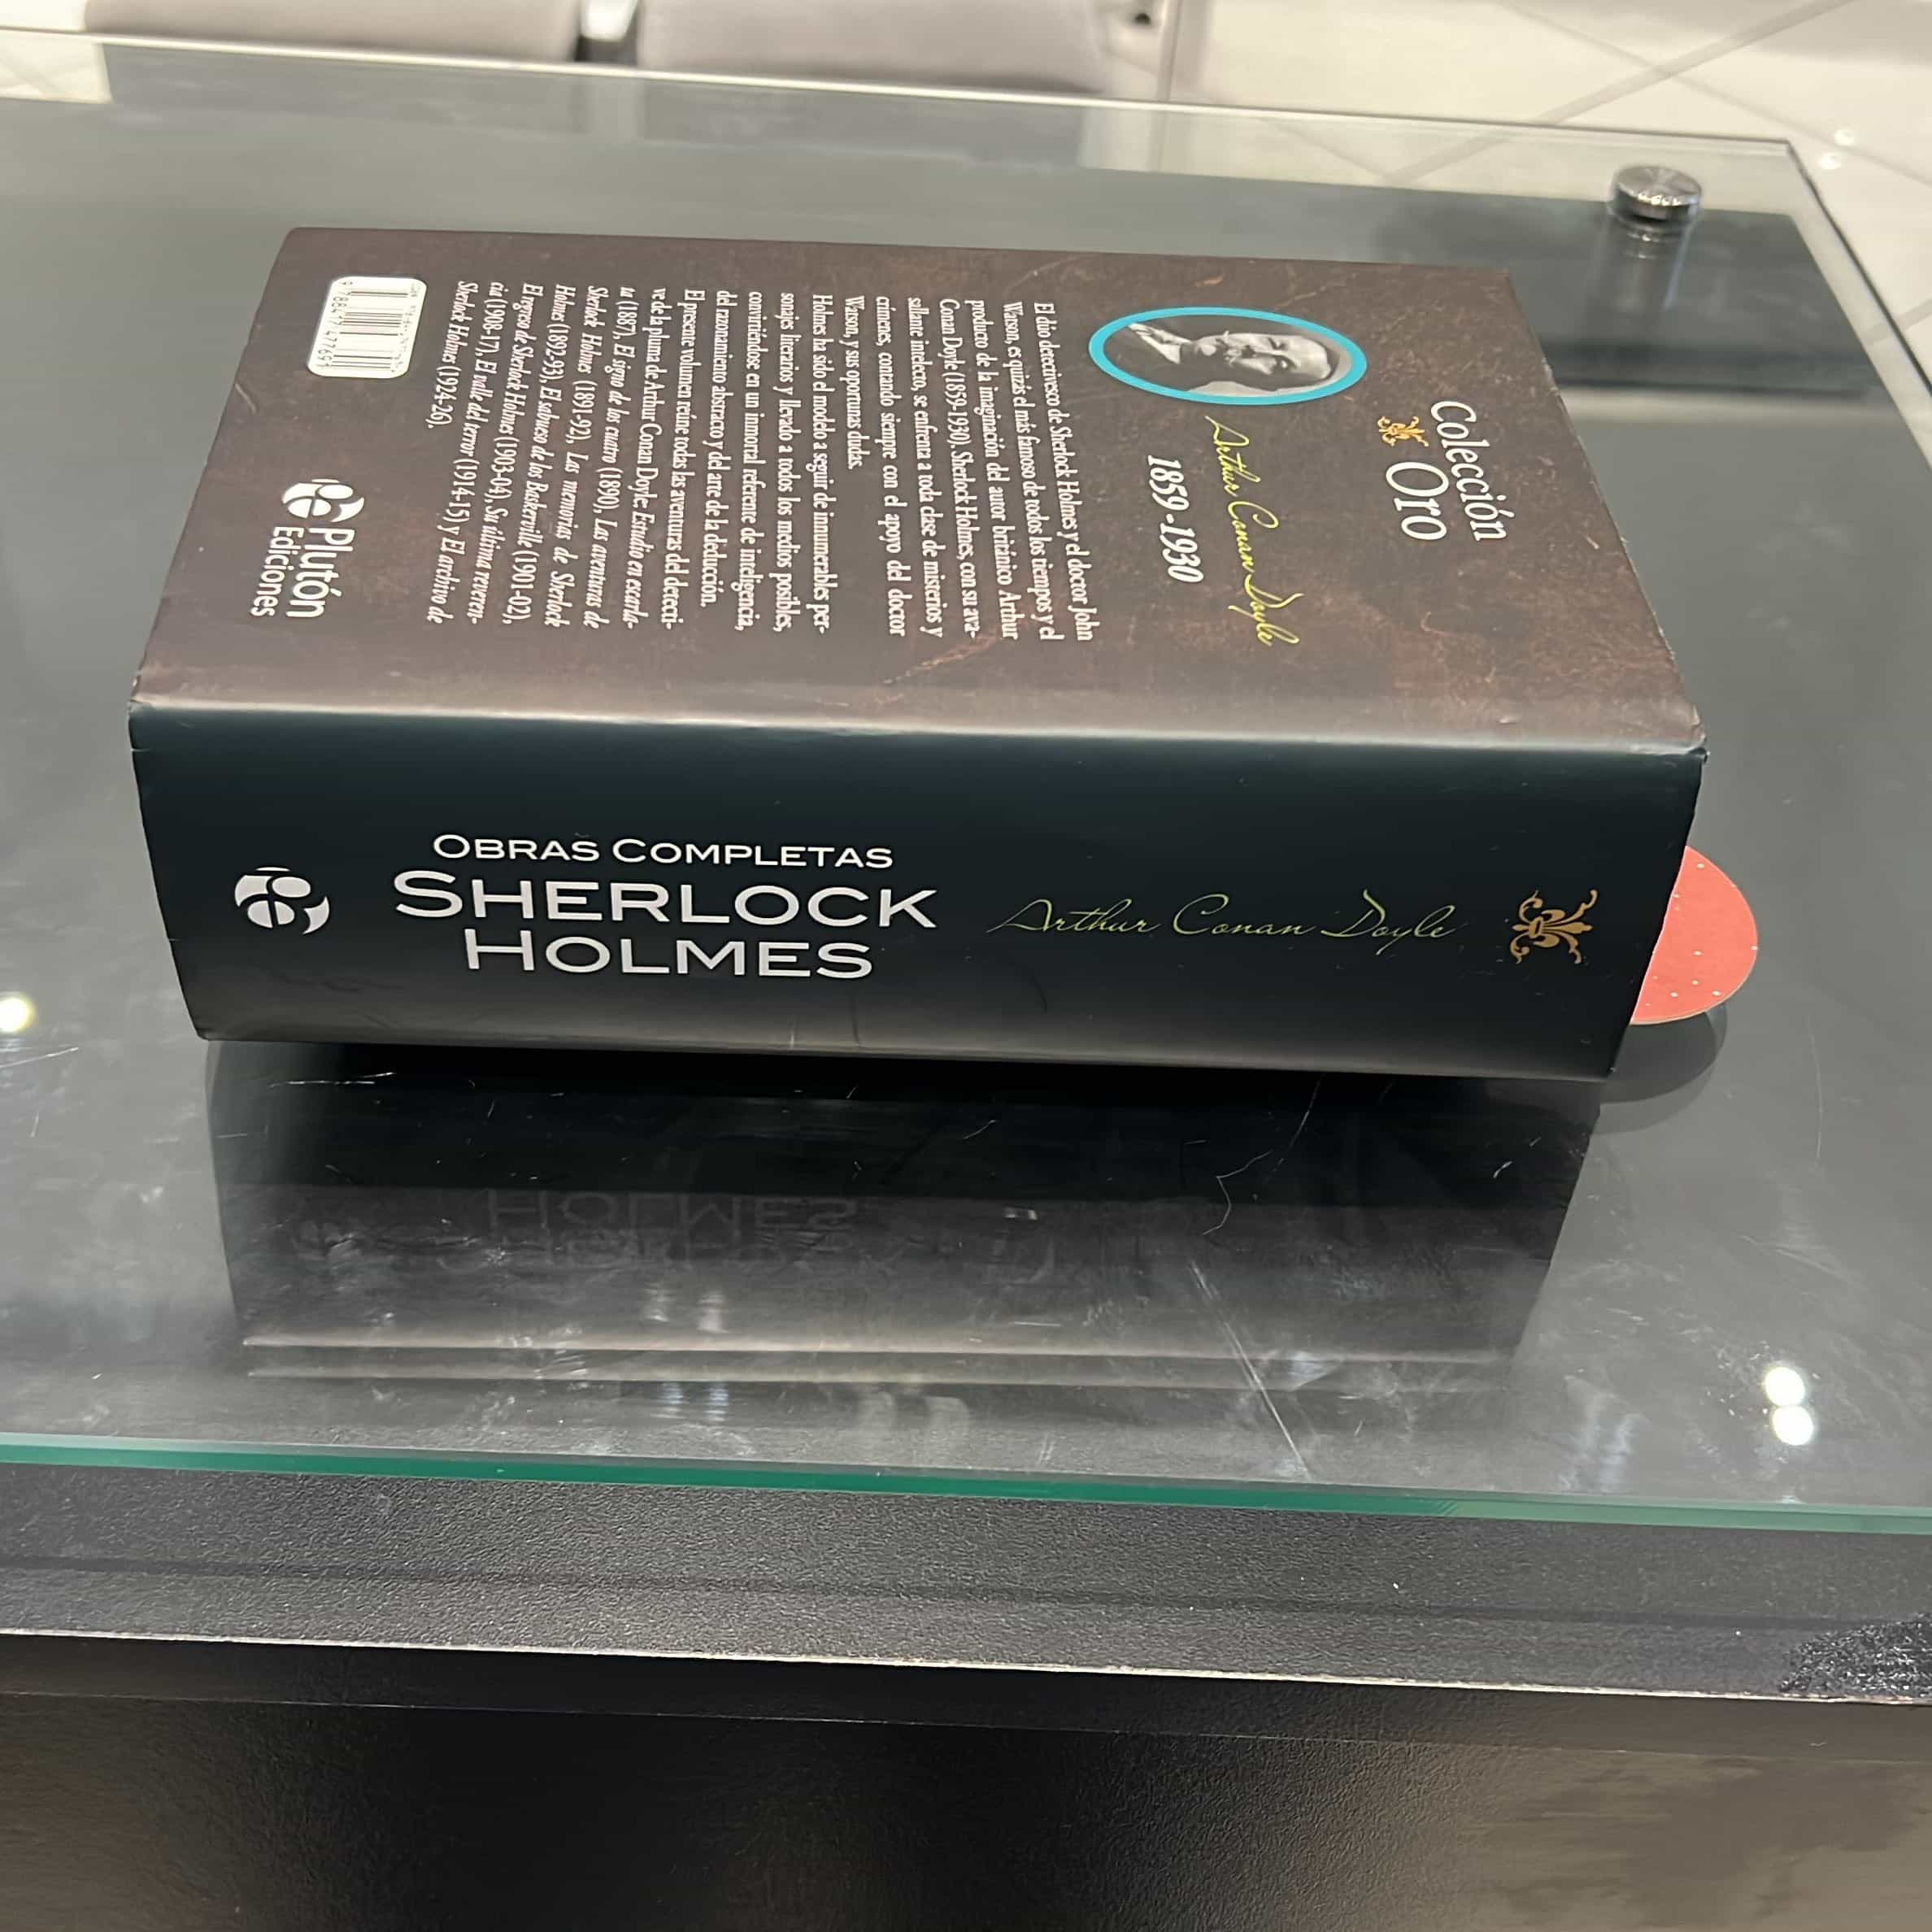 Colección
Oro
Arthur Conan Doyle
1859-1930
El dúo detectivesco de Sherlock Holmes y el doctor John
Watson, es quizás el más famoso de todos los tiempos y el
producto de la imaginación del autor británico Arthur
Conan Doyle (1859-1930). Sherlock Holmes, con su ava-
sallante intelecto, se enfrenta a toda clase de misterios y
crímenes, contando siempre con el apoyo del doctor
Watson, y sus oportunas dudas.
Holmes ha sido el modelo a seguir de innumerables per-
sonajes literarios y llevado a todos los medios posibles,
convirtiéndose en un inmortal referente de inteligencia,
del razonamiento abstracto y del arte de la deducción.
El presente volumen reúne todas las aventuras del detecti-
ve de la pluma de Arthur Conan Doyle: Estudio en escarla-
ta (1887), El signo de los cuatro (1890), Las aventuras de
Sherlock Holmes (1891-92), Las memorias de Sherlock
Holmes (1892-93), El sabueso de los Baskerville (1901-02),
El regreso de Sherlock Holmes (1903-04), Su última reveren-
cia (1908-17), El valle del terror (1914-15) y El archivo de
Sherlock Holmes (1924-26).
Plutón
Ediciones
OBRAS COMPLETAS
SHERLOCK
HOLMES
Arthur Conan Doyle